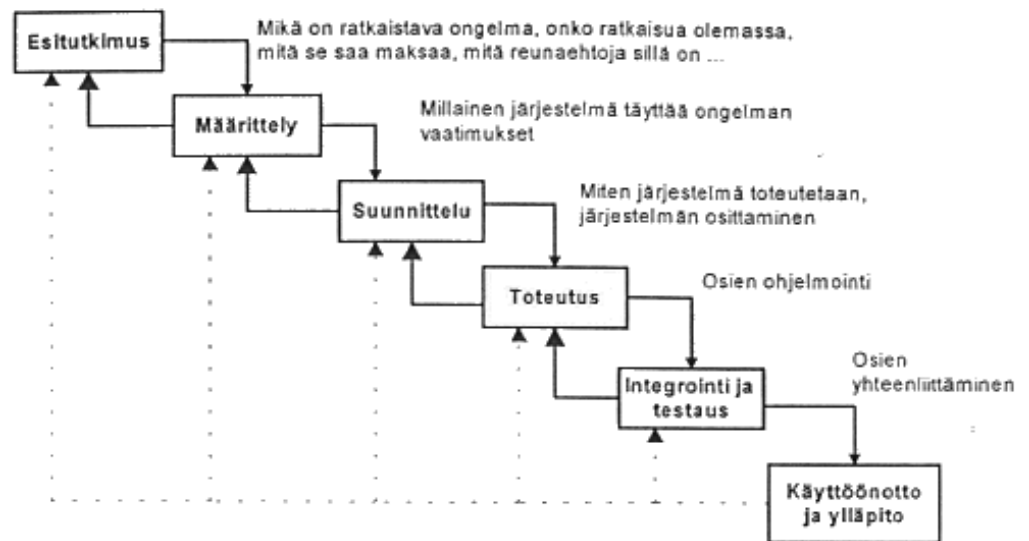 Esitutkimus
Mikä on ratkaistava ongelma, onko ratkaisua olemassa,
mitä se saa maksaa, mitä reunaehtoja sillä on ...
Määrittely
Millainen järjestelmä täyttää ongelman
vaatimukset
Suunnittelu
Miten järjestelmä toteutetaan,
järjestelmän osittaminen
Toteutus
Osien ohjelmointi
Integrointi ja
testaus
Osien
yhteenliittäminen
Käyttöönotto
ja ylläpito